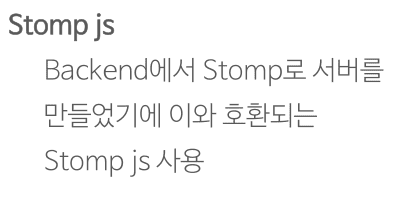 Stomp js
Backend에서 Stomp로 서버를
만들었기에 이와 호환되는
Stomp js 사용